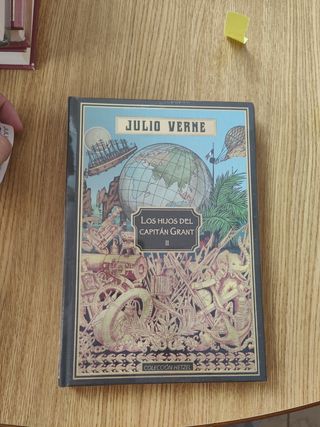 JULIO VERNE
LOS HIJOS DEL
CAPITÁN GRANT
II
COLECCIÓN HETZEL